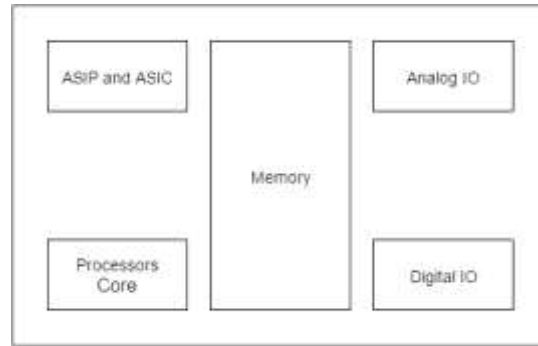 ASIP and ASIC
Analog IO
Memory
Processors
Core
Digital IO